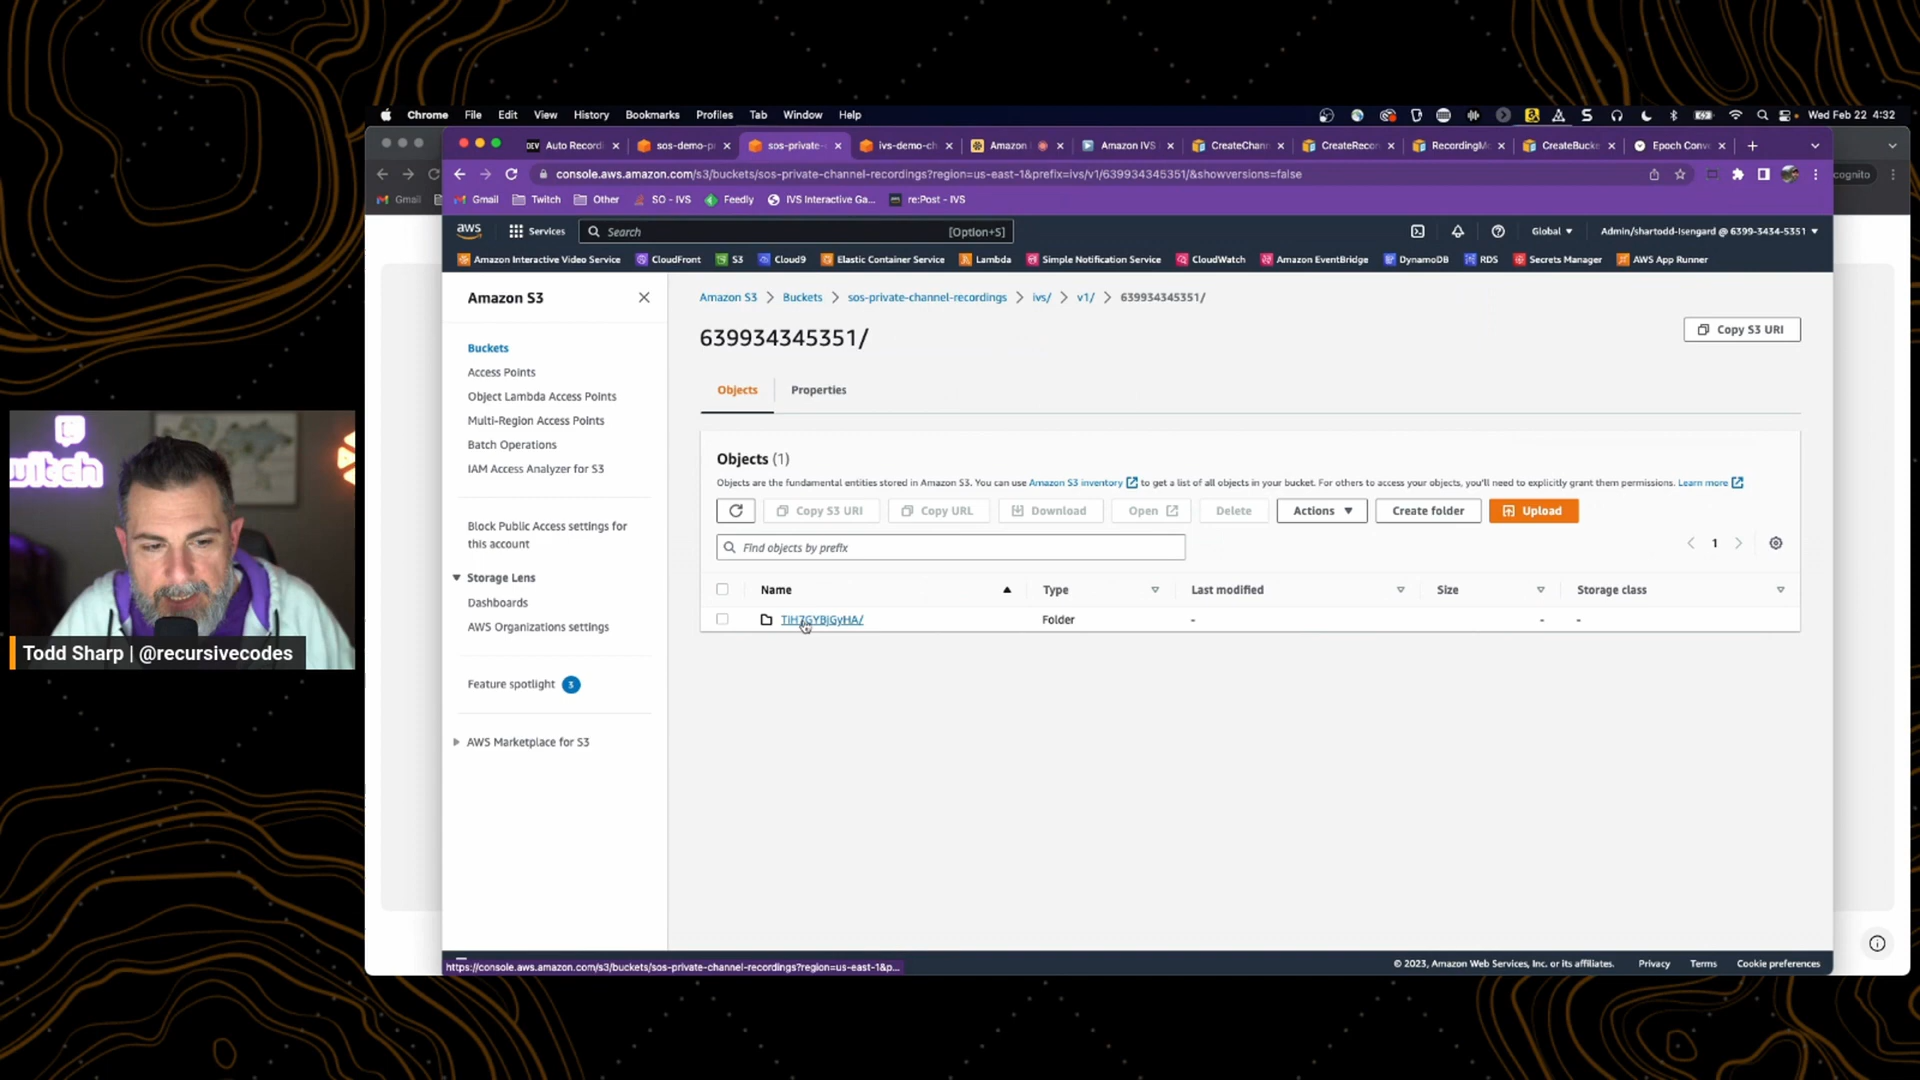 Chrome File Edit View History Bookmarks Profiles Tab Window Help Wed Feb 22 4:32
DEV Auto Recordi sos-demo-p sos-private- ivs-demo-ch Amazon Amazon IVS CreateChann CreateRecor RecordingMo CreateBucke Epoch Conv
console.aws.amazon.com/s3/buckets/sos-private-channel-recordings?region=us-east-1&prefix=ivs/v1/639934345351/&showversions=false
cognito
Gmail
Gmail Twitch Other SO - IVS Feedly IVS Interactive Ga... re:Post - IVS
aws Services Search [Option+S] Global Admin/shartodd-Isengard @ 6399-3434-5351
Amazon Interactive Video Service CloudFront S3 Cloud9 Elastic Container Service Lambda Simple Notification Service CloudWatch Amazon EventBridge DynamoDB RDS Secrets Manager AWS App Runner
Amazon S3
Buckets
Access Points
Object Lambda Access Points
Multi-Region Access Points
Batch Operations
IAM Access Analyzer for S3
Block Public Access settings for
this account
Storage Lens
Dashboards
AWS Organizations settings
Feature spotlight 3
AWS Marketplace for S3
Amazon S3 > Buckets > sos-private-channel-recordings > ivs/ > v1/ > 639934345351/
639934345351/
Copy S3 URI
Objects Properties
Objects (1)
Objects are the fundamental entities stored in Amazon S3. You can use Amazon S3 inventory to get a list of all objects in your bucket. For others to access your objects, you'll need to explicitly grant them permissions. Learn more
Copy S3 URI Copy URL Download Open Delete Actions Create folder Upload
Find objects by prefix
1
Name Type Last modified Size Storage class
Folder - - -
https://console.aws.amazon.com/s3/buckets/sos-private-channel-recordings?region=us-east-1&p...
© 2023, Amazon Web Services, Inc. or its affiliates. Privacy Terms Cookie preferences
witch
Todd Sharp | @recursivecodes